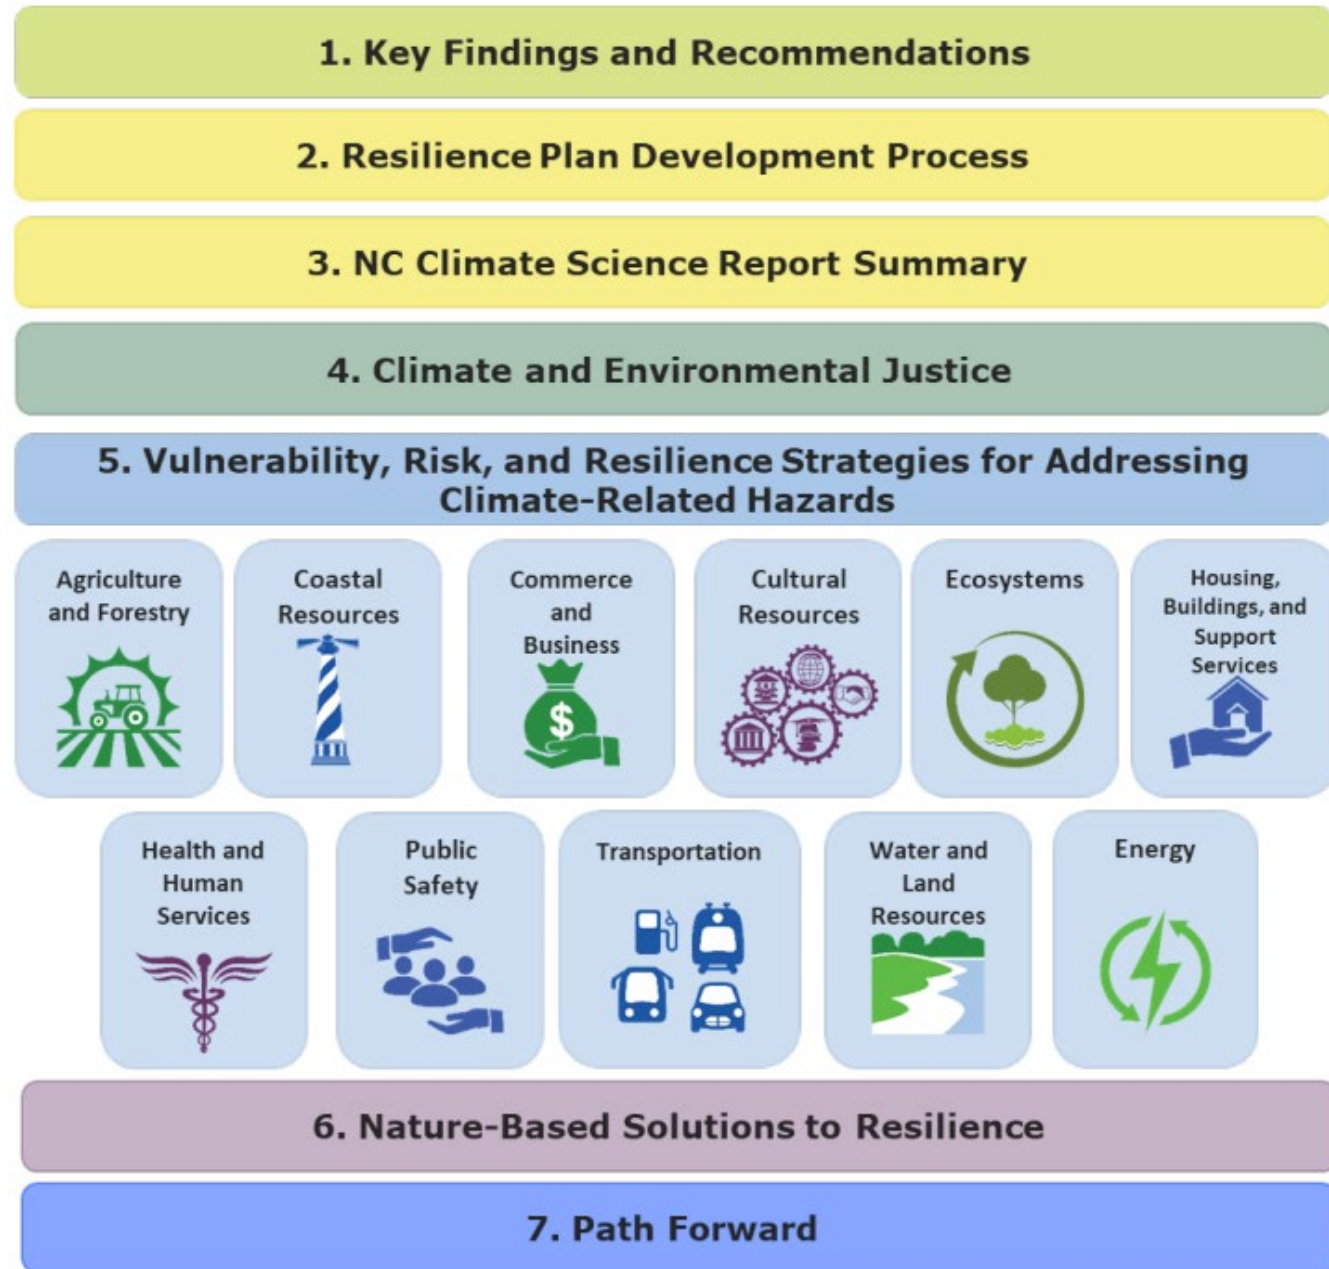 1. Key Findings and Recommendations
2. Resilience Plan Development Process
3. NC Climate Science Report Summary
4. Climate and Environmental Justice
5. Vulnerability, Risk, and Resilience Strategies for Addressing
Climate-Related Hazards
Agriculture
and Forestry
Coastal
Resources
Commerce
and
Business
$
Cultural
Resources
Ecosystems
Housing,
Buildings, and
Support
Services
Health and
Human
Services
Public
Safety
Transportation
Water and
Land
Resources
Energy
6. Nature-Based Solutions to Resilience
7. Path Forward